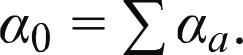 α₀ = ∑ αₐ.